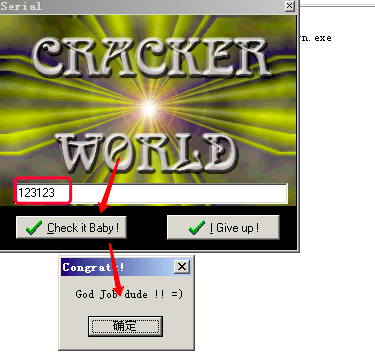 Serial
rn. exe
CRACKER
WORLD
123123
Check it Baby !
I Give up !
Congrats!
God Job dude !! =)
确定